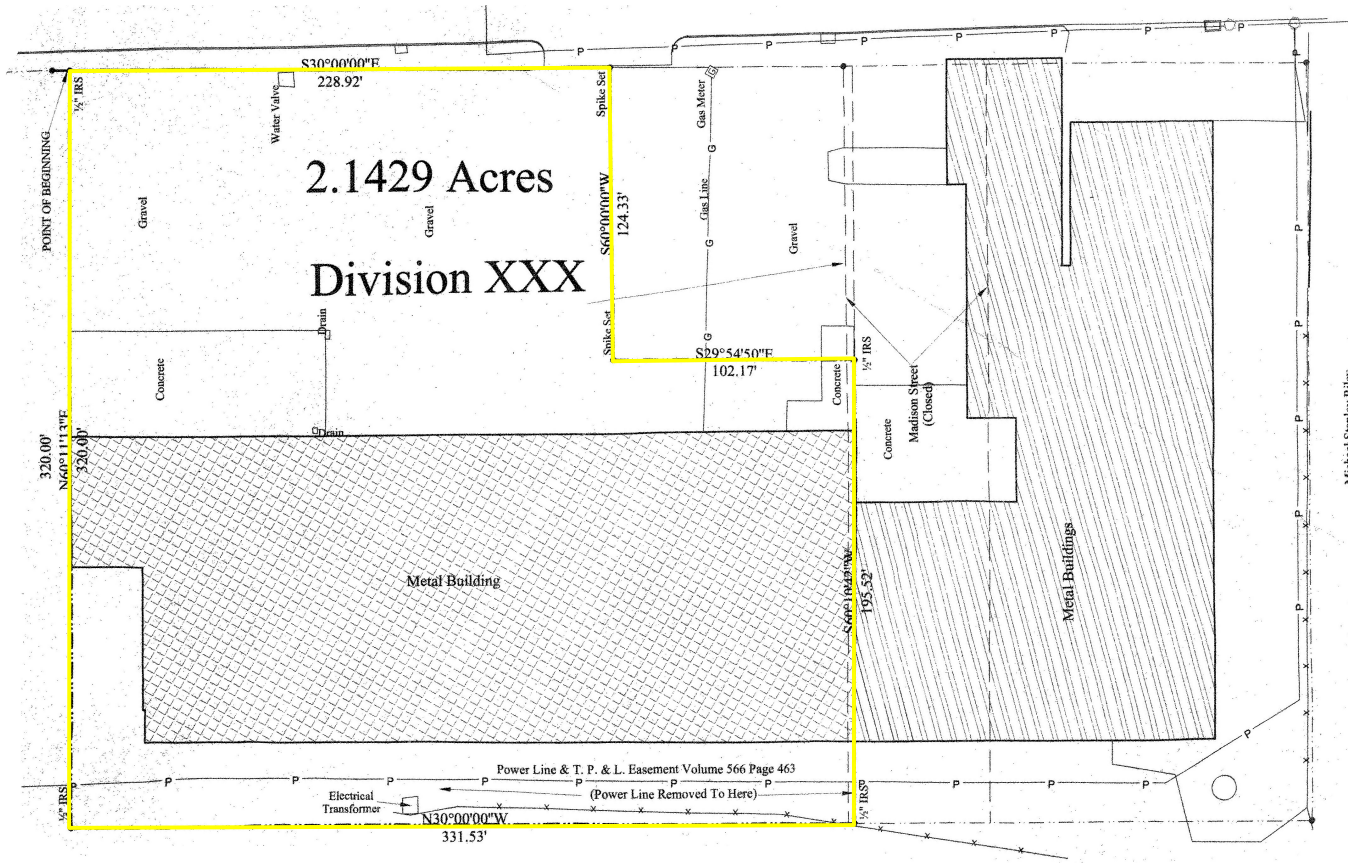 S30°00'00"E
228.92'
½" IRS
POINT OF BEGINNING
Water Valve
Spike Set
Gas Meter
2.1429 Acres
Gravel
Gravel
Gas Line
Gravel
S60°00'00"W
124.33'
Division XXX
Drain
Spike Set
S29°54'50"E
102.17'
½" IRS
Concrete
Concrete
Madison Street
(Closed)
Concrete
Drain
320.00'
N60°11'13"E
320.00'
Metal Building
S60°10'42"W
195.52'
Metal Buildings
Power Line & T. P. & L. Easement Volume 566 Page 463
(Power Line Removed To Here)
Electrical
Transformer
½" IRS
½" IRS
N30°00'00"W
331.53'